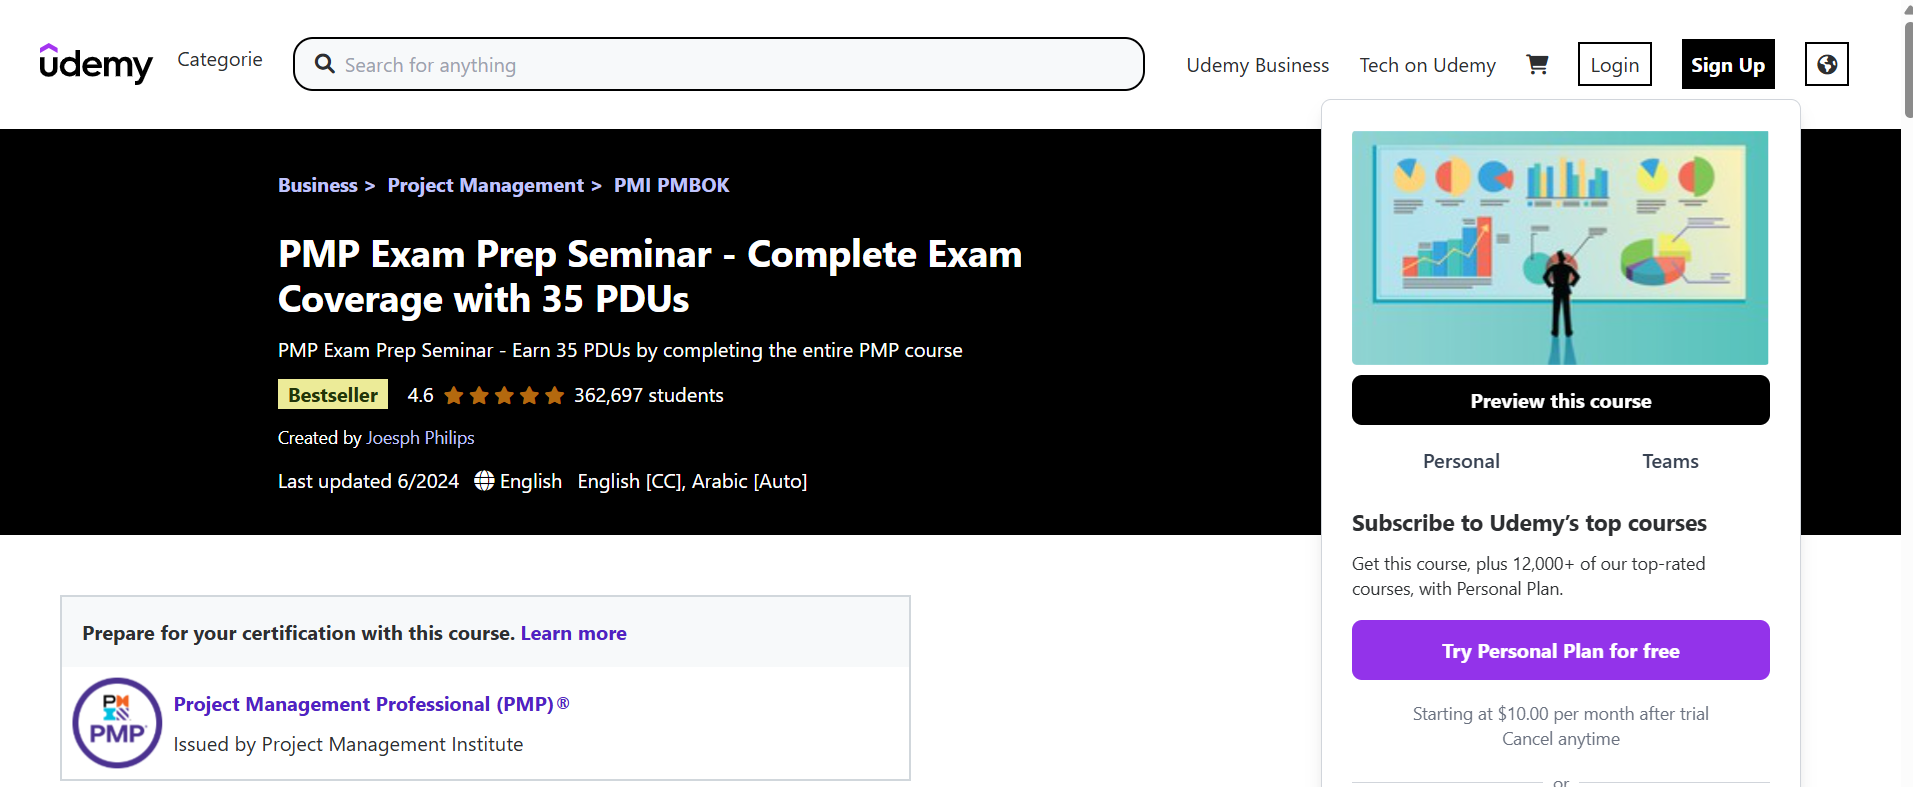 udemy
Categorie
Search for anything
Udemy Business
Tech on Udemy
Login
Sign Up
Business > Project Management > PMI PMBOK
PMP Exam Prep Seminar - Complete Exam
Coverage with 35 PDUs
PMP Exam Prep Seminar - Earn 35 PDUs by completing the entire PMP course
Bestseller 4.6 362,697 students
Created by Joesph Philips
Last updated 6/2024 English English [CC], Arabic [Auto]
Preview this course
Personal
Teams
Subscribe to Udemy’s top courses
Get this course, plus 12,000+ of our top-rated
courses, with Personal Plan.
Try Personal Plan for free
Starting at $10.00 per month after trial
Cancel anytime
or
Prepare for your certification with this course. Learn more
PMI
PMP
Project Management Professional (PMP)®
Issued by Project Management Institute